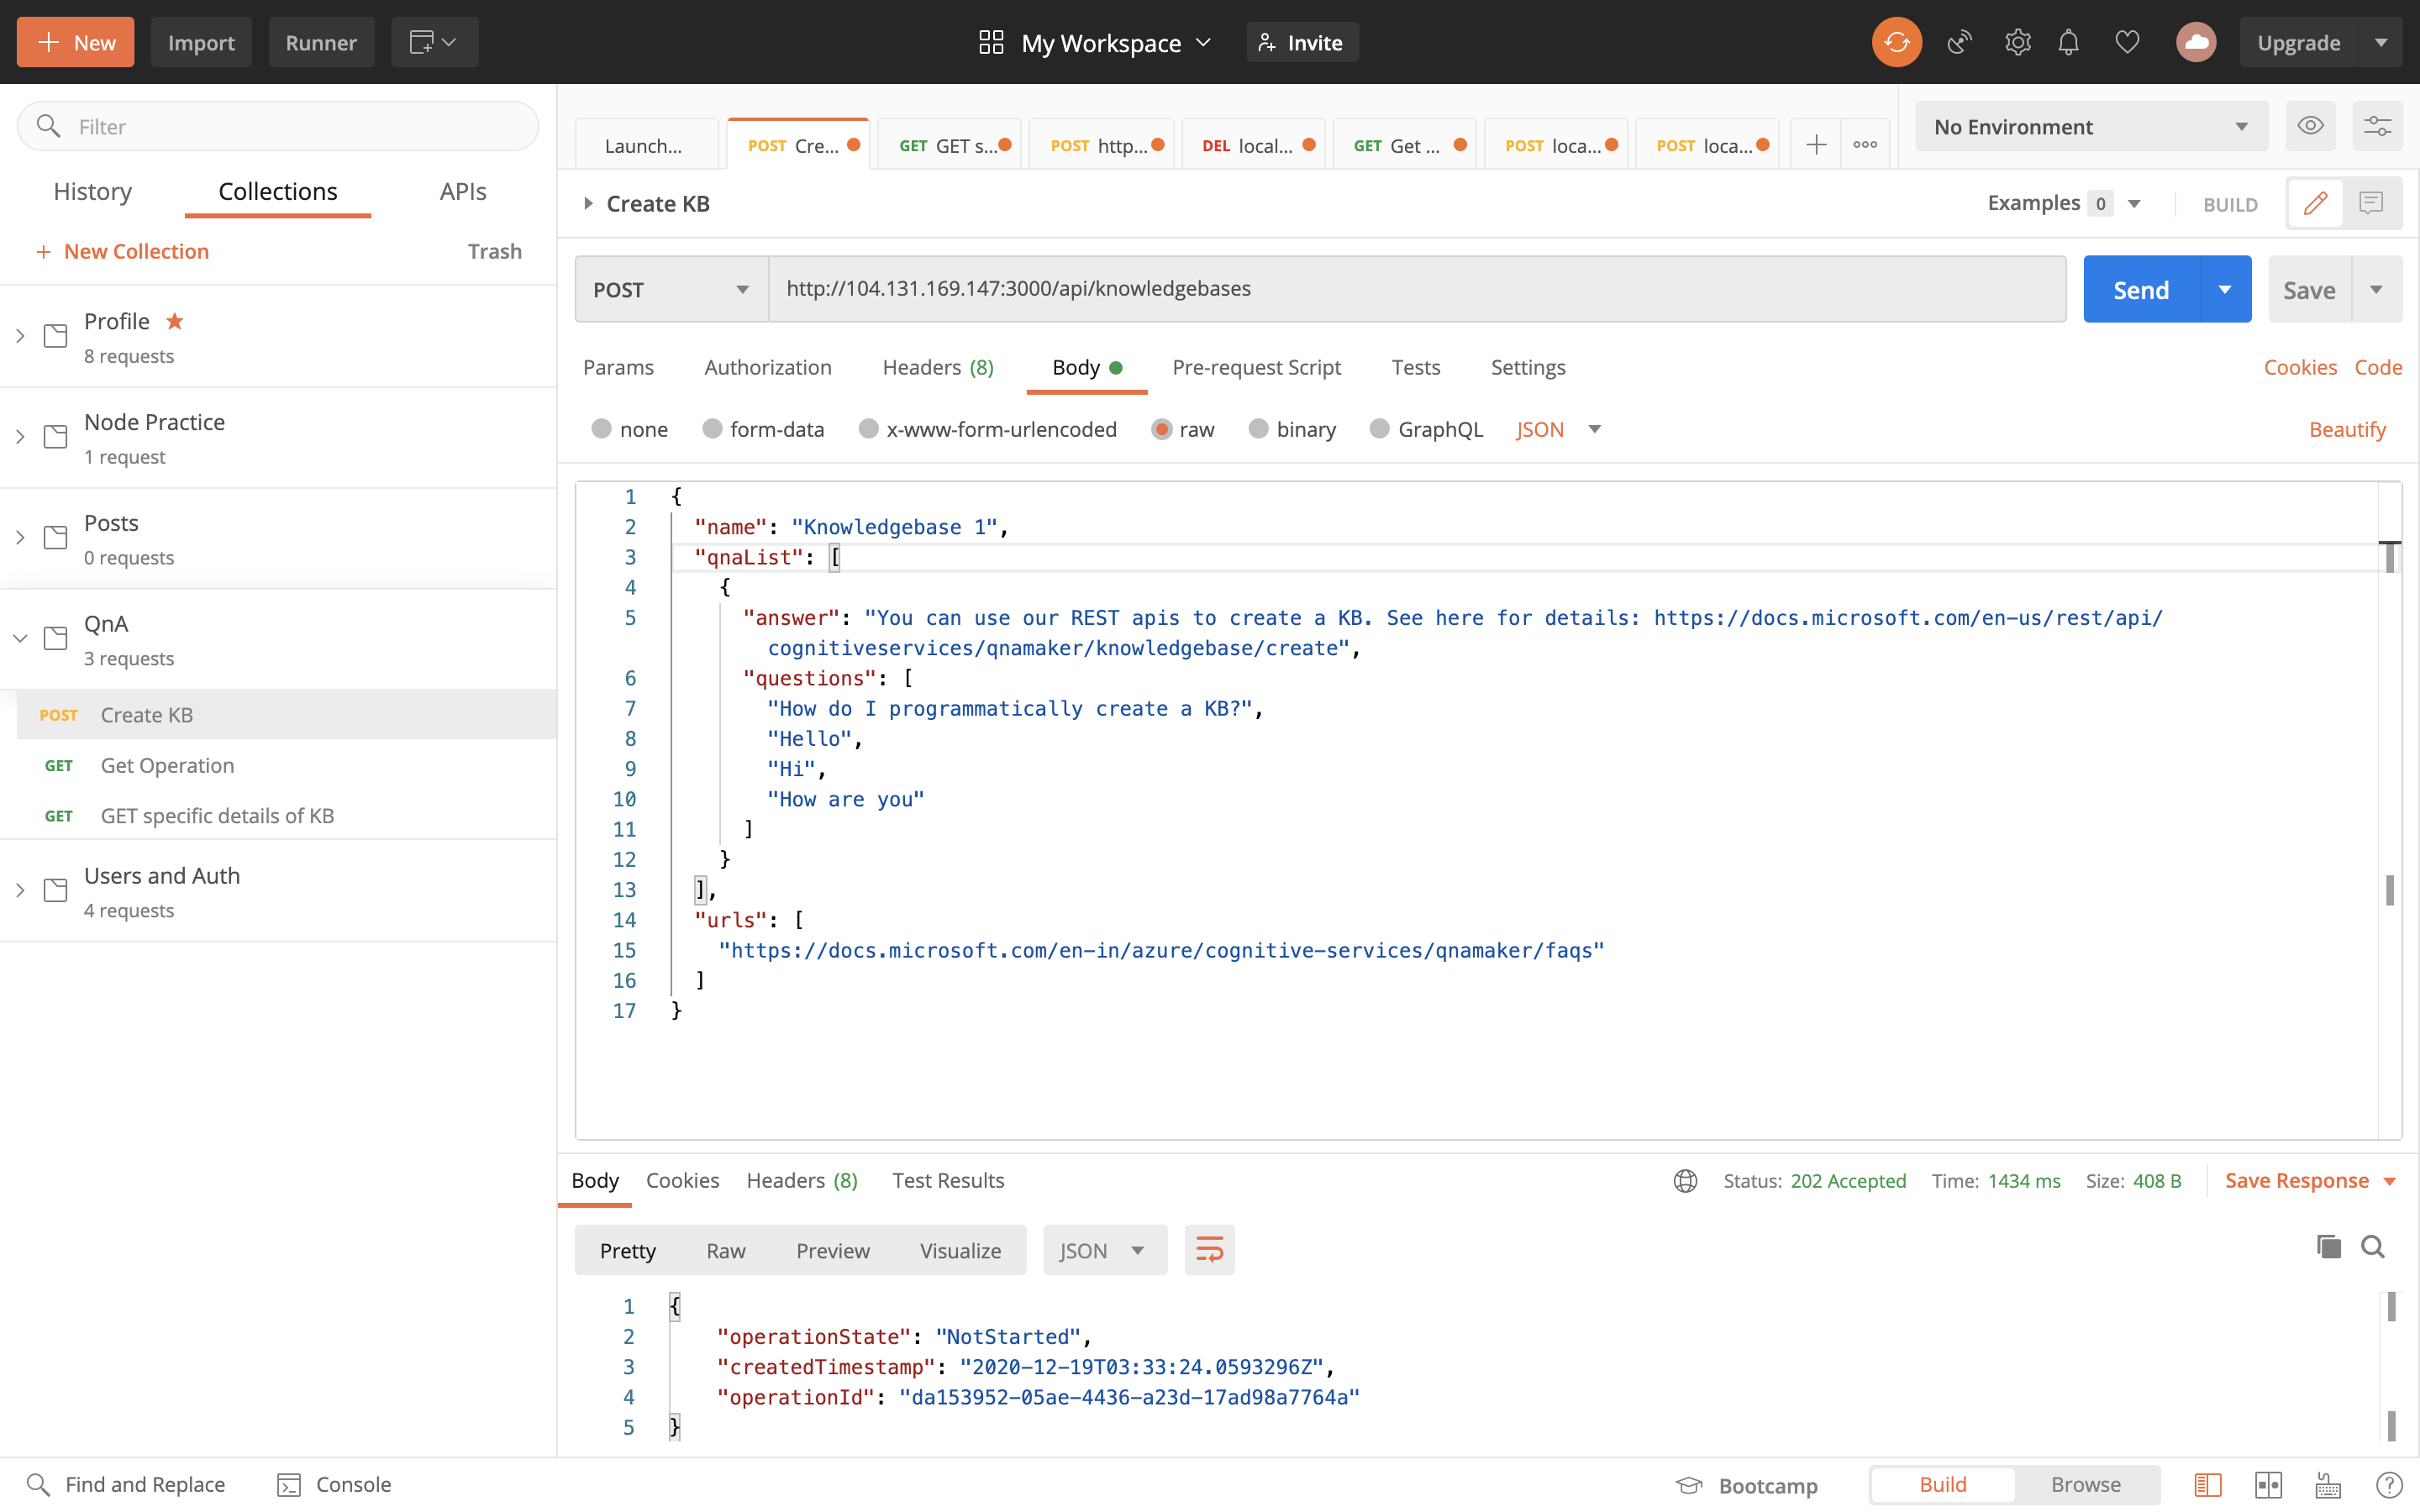 New
Import
Runner
My Workspace
Invite
Upgrade
Filter
History
Collections
APIs
New Collection
Trash
Profile
8 requests
Node Practice
1 request
Posts
0 requests
QnA
3 requests
POST Create KB
GET Get Operation
GET GET specific details of KB
Users and Auth
4 requests
Launch...
POST Cre...
GET GET s...
POST http...
DEL local...
GET Get ...
POST loca...
POST loca...
No Environment
Create KB
Examples 0
BUILD
POST
http://104.131.169.147:3000/api/knowledgebases
Send
Save
Params
Authorization
Headers (8)
Body
Pre-request Script
Tests
Settings
Cookies
Code
none
form-data
x-www-form-urlencoded
raw
binary
GraphQL
JSON
Beautify
1 {
2 "name": "Knowledgebase 1",
3 "qnaList": [
4 {
5 "answer": "You can use our REST apis to create a KB. See here for details: https://docs.microsoft.com/en-us/rest/api/
cognitiveservices/qnamaker/knowledgebase/create",
6 "questions": [
7 "How do I programmatically create a KB?",
8 "Hello",
9 "Hi",
10 "How are you"
11 ]
12 }
13 ],
14 "urls": [
15 "https://docs.microsoft.com/en-in/azure/cognitive-services/qnamaker/faqs"
16 ]
17 }
Body
Cookies
Headers (8)
Test Results
Status: 202 Accepted
Time: 1434 ms
Size: 408 B
Save Response
Pretty
Raw
Preview
Visualize
JSON
1 {
2 "operationState": "NotStarted",
3 "createdTimestamp": "2020-12-19T03:33:24.0593296Z",
4 "operationId": "da153952-05ae-4436-a23d-17ad98a7764a"
5 }
Find and Replace
Console
Bootcamp
Build
Browse